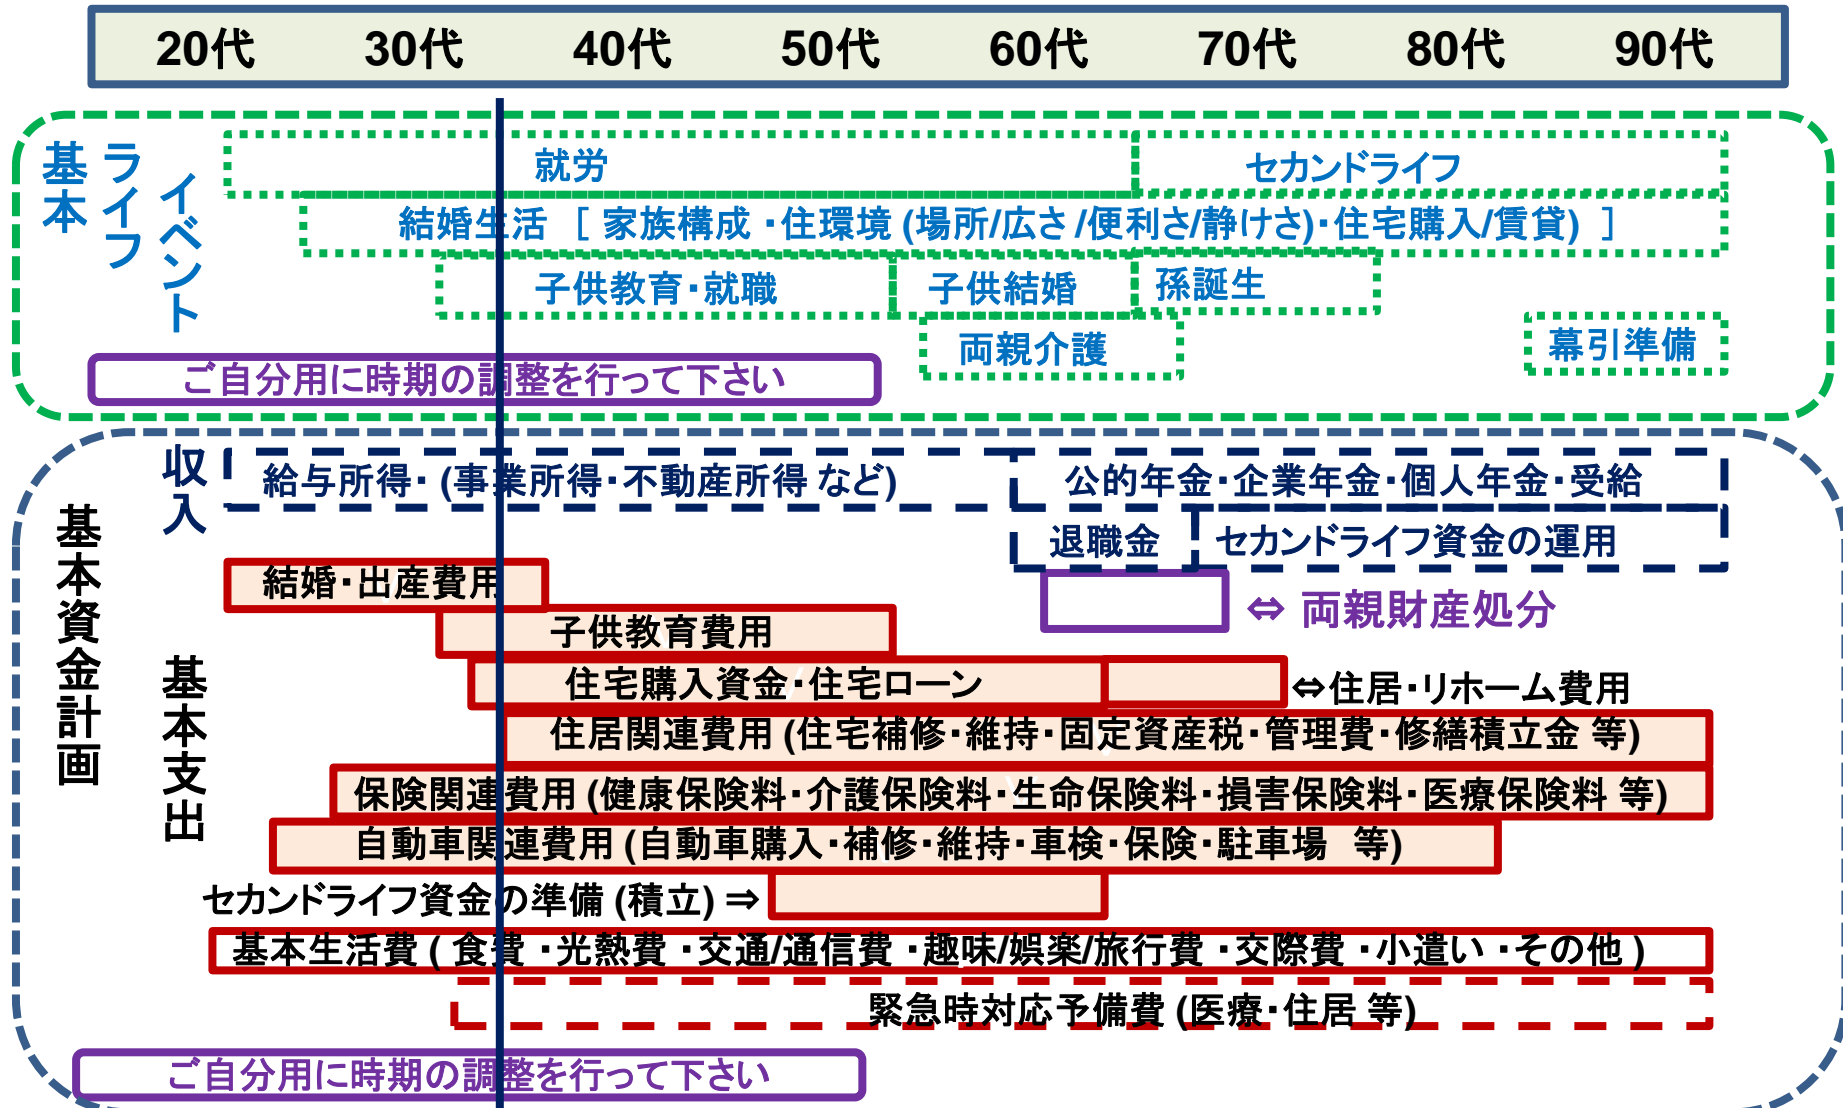 20代 30代 40代 50代 60代 70代 80代 90代
基本
ライフ
イベント
就労
セカンドライフ
結婚生活 [ 家族構成・住環境 (場所/広さ/便利さ/静けさ)・住宅購入/賃貸) ]
子供教育・就職
子供結婚
孫誕生
両親介護
幕引準備
ご自分用に時期の調整を行って下さい
基本資金計画
収入
給与所得・(事業所得・不動産所得 など)
公的年金・企業年金・個人年金・受給
退職金
セカンドライフ資金の運用
基本支出
結婚・出産費用
⇔ 両親財産処分
子供教育費用
住宅購入資金・住宅ローン
⇔住居・リホーム費用
住居関連費用 (住宅補修・維持・固定資産税・管理費・修繕積立金 等)
保険関連費用 (健康保険料・介護保険料・生命保険料・損害保険料・医療保険料 等)
自動車関連費用 (自動車購入・補修・維持・車検・保険・駐車場 等)
セカンドライフ資金の準備 (積立) ⇒
基本生活費 ( 食費 ・光熱費 ・交通/通信費 ・趣味/娯楽/旅行費 ・交際費 ・小遣い ・その他 )
緊急時対応予備費 (医療・住居 等)
ご自分用に時期の調整を行って下さい